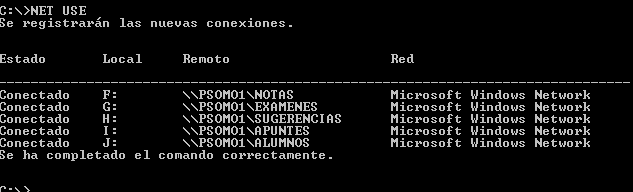 C:\>NET USE
Se registrarán las nuevas conexiones.
Estado Local Remoto Red
-------------------------------------------------------------------------------
Conectado F: \\PSOMO1\NOTAS Microsoft Windows Network
Conectado G: \\PSOMO1\EXAMENES Microsoft Windows Network
Conectado H: \\PSOMO1\SUGERENCIAS Microsoft Windows Network
Conectado I: \\PSOMO1\APUNTES Microsoft Windows Network
Conectado J: \\PSOMO1\ALUMNOS Microsoft Windows Network
Se ha completado el comando correctamente.
C:\>